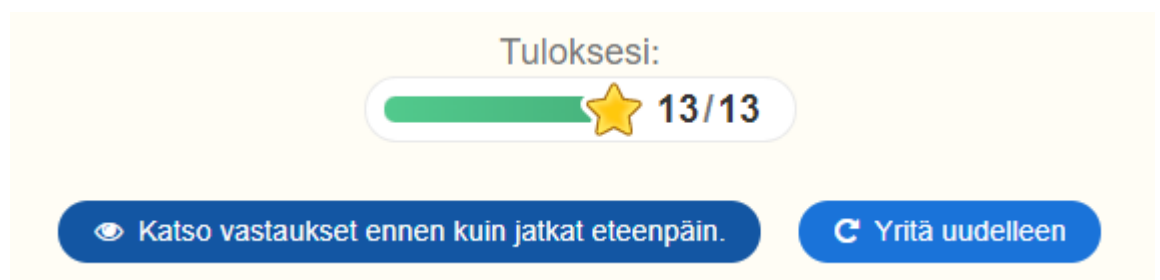 Tuloksesi:
13/13
Katso vastaukset ennen kuin jatkat eteenpäin.
Yritä uudelleen